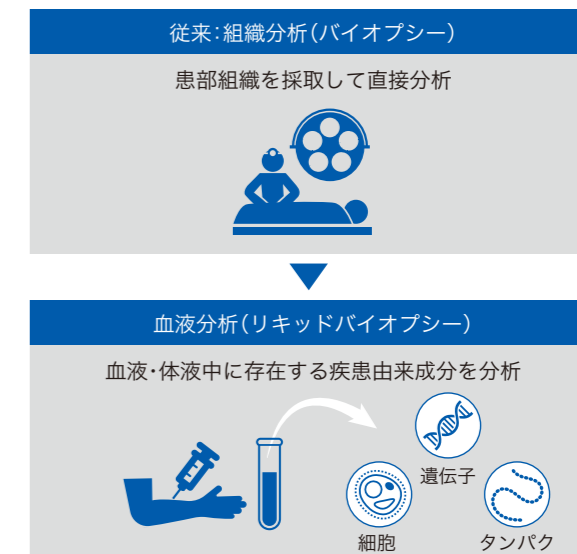 従来:組織分析(バイオプシー)
患部組織を採取して直接分析
血液分析(リキッドバイオプシー)
血液・体液中に存在する疾患由来成分を分析
遺伝子
細胞
タンパク